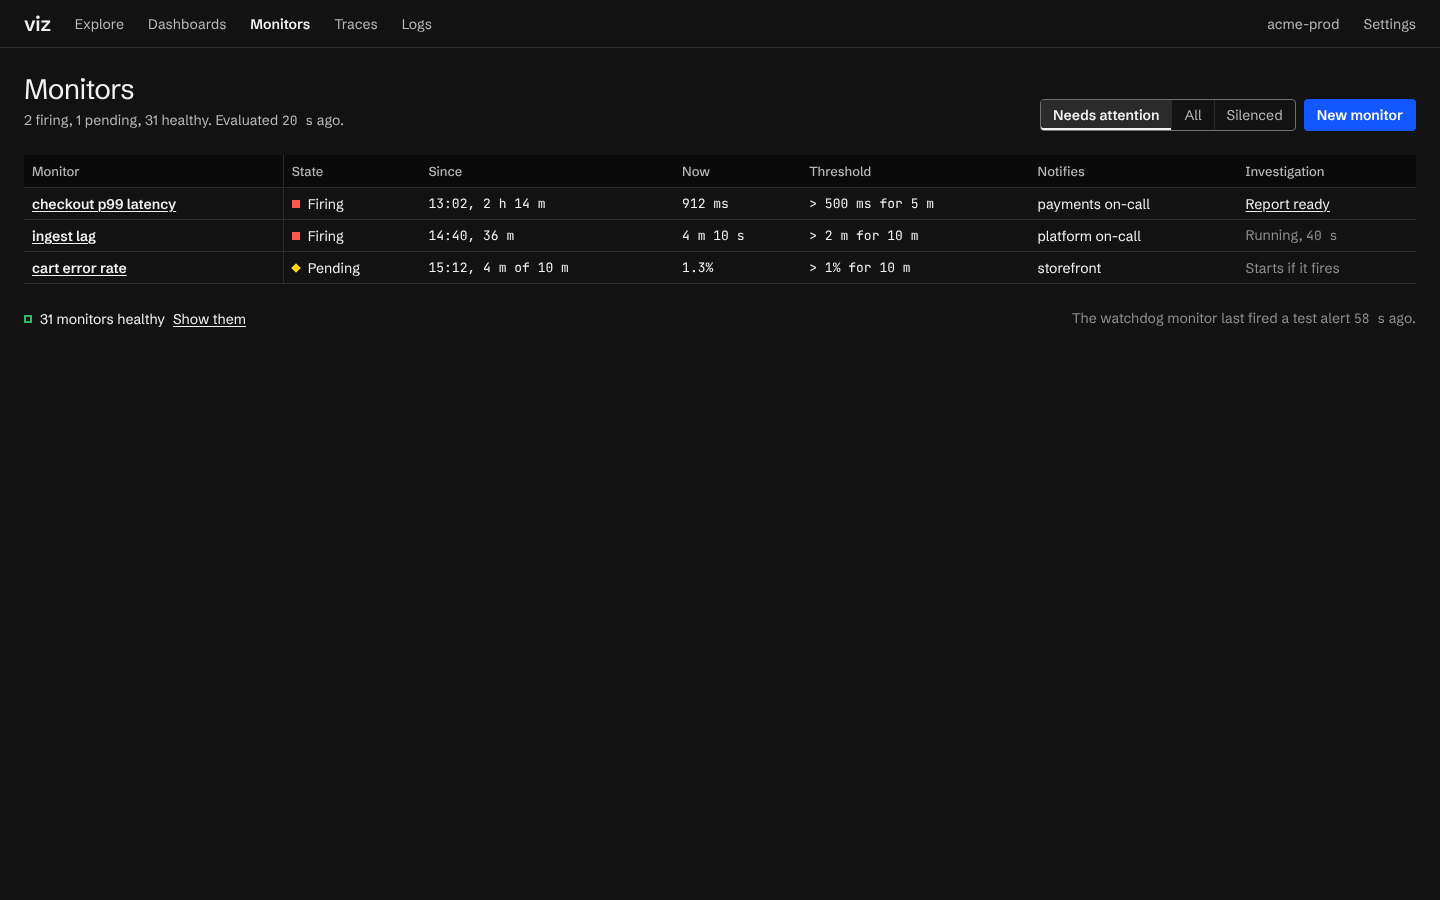 viz Explore Dashboards Monitors Traces Logs acme-prod Settings
Monitors
2 firing, 1 pending, 31 healthy. Evaluated 20 s ago.
Needs attention All Silenced New monitor
Monitor State Since Now Threshold Notifies Investigation
checkout p99 latency Firing 13:02, 2 h 14 m 912 ms > 500 ms for 5 m payments on-call Report ready
ingest lag Firing 14:40, 36 m 4 m 10 s > 2 m for 10 m platform on-call Running, 40 s
cart error rate Pending 15:12, 4 m of 10 m 1.3% > 1% for 10 m storefront Starts if it fires
31 monitors healthy Show them The watchdog monitor last fired a test alert 58 s ago.